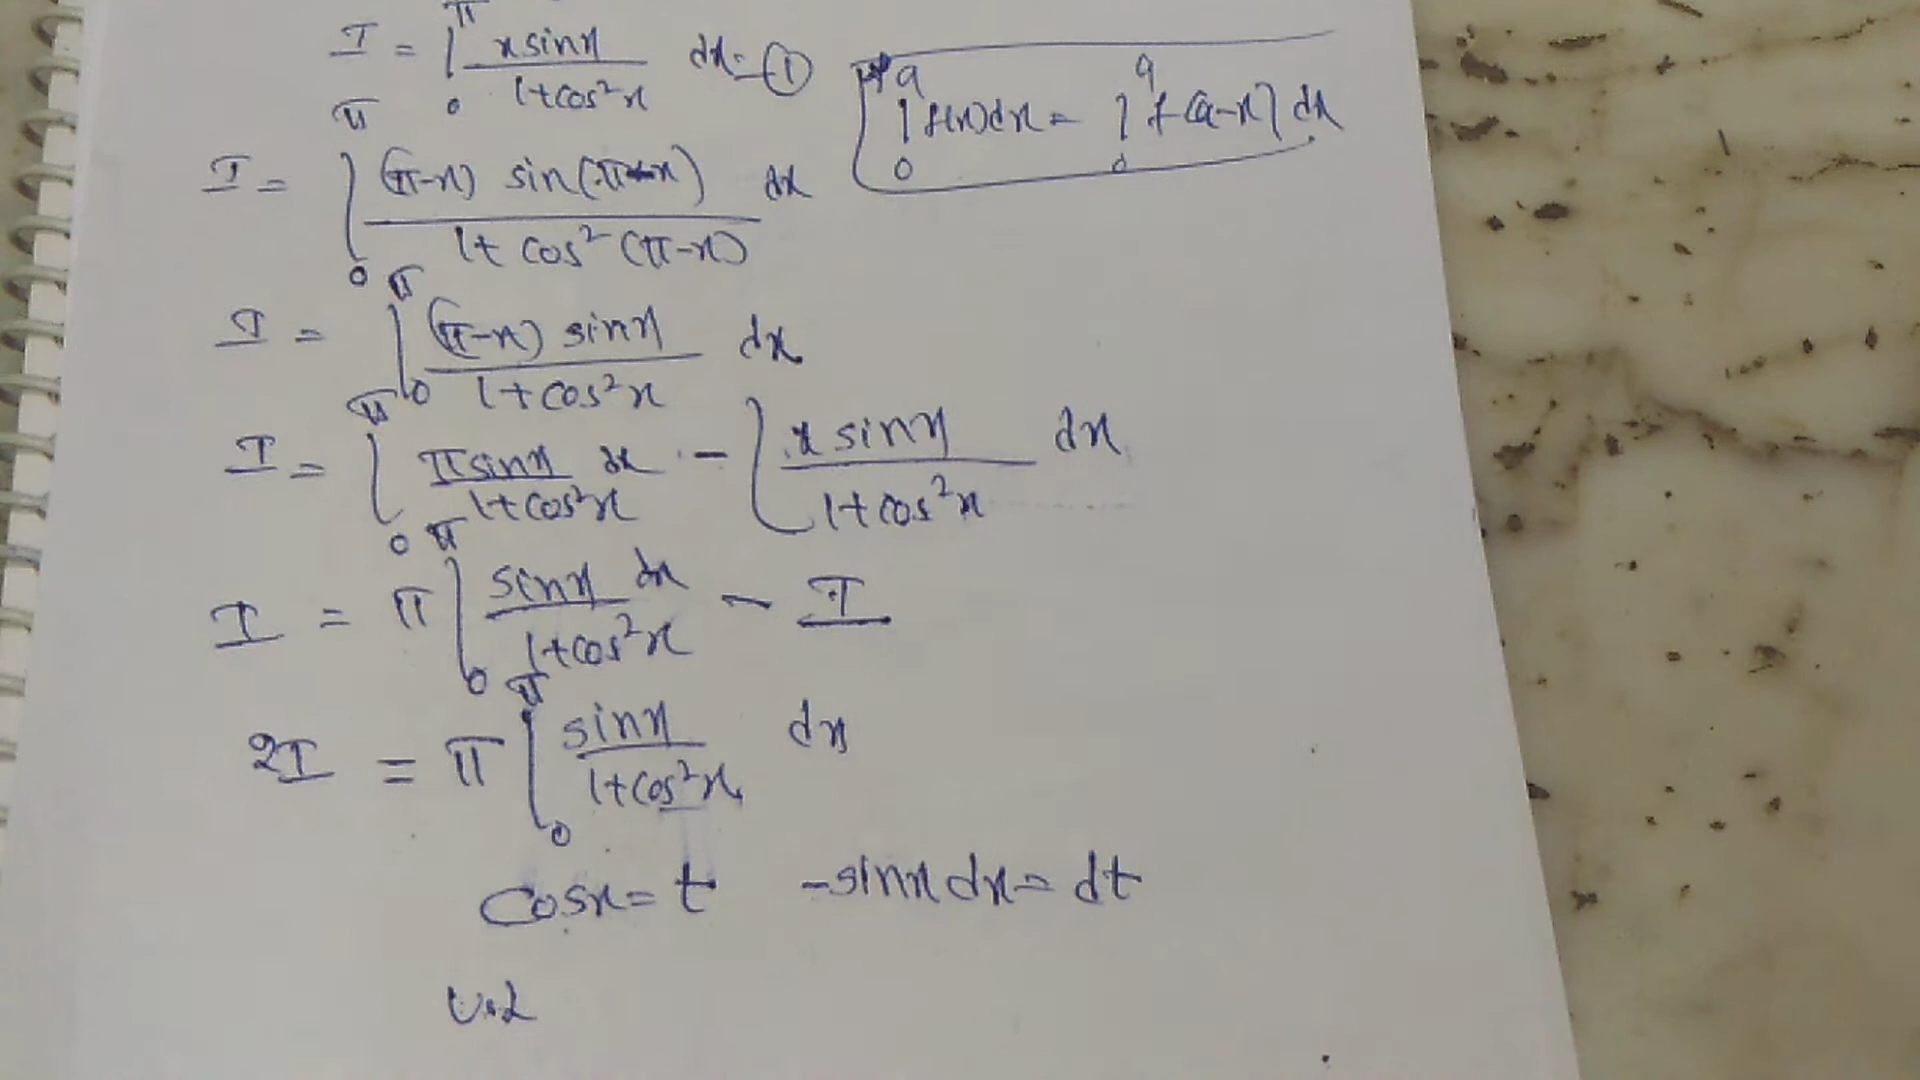 I = ∫₀^π x sinx / 1+cos²x dx - ①
∫₀^a f(x)dx = ∫₀^a f(a-x) dx
I = ∫₀^π (π-x) sin(π-x) / 1+ cos² (π-x) dx
I = ∫₀^π (π-x) sinx / 1+cos²x dx
I = ∫₀^π π sinx / 1+cos²x dx - ∫ x sinx / 1+cos²x dx
I = π ∫₀^π sinx dx / 1+cos²x - I
2I = π ∫₀^π sinx / 1+cos²x dx
cosx = t -sinx dx = dt